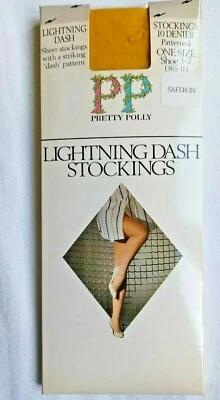 LIGHTNING
DASH
Sheer stockings
with a striking
'dash' pattern
STOCKINGS
10 DENIER
Patterned
ONE SIZE
Shoe 3-7
(8½-11)
SAFFRON
PP
PRETTY POLLY
LIGHTNING DASH
STOCKINGS